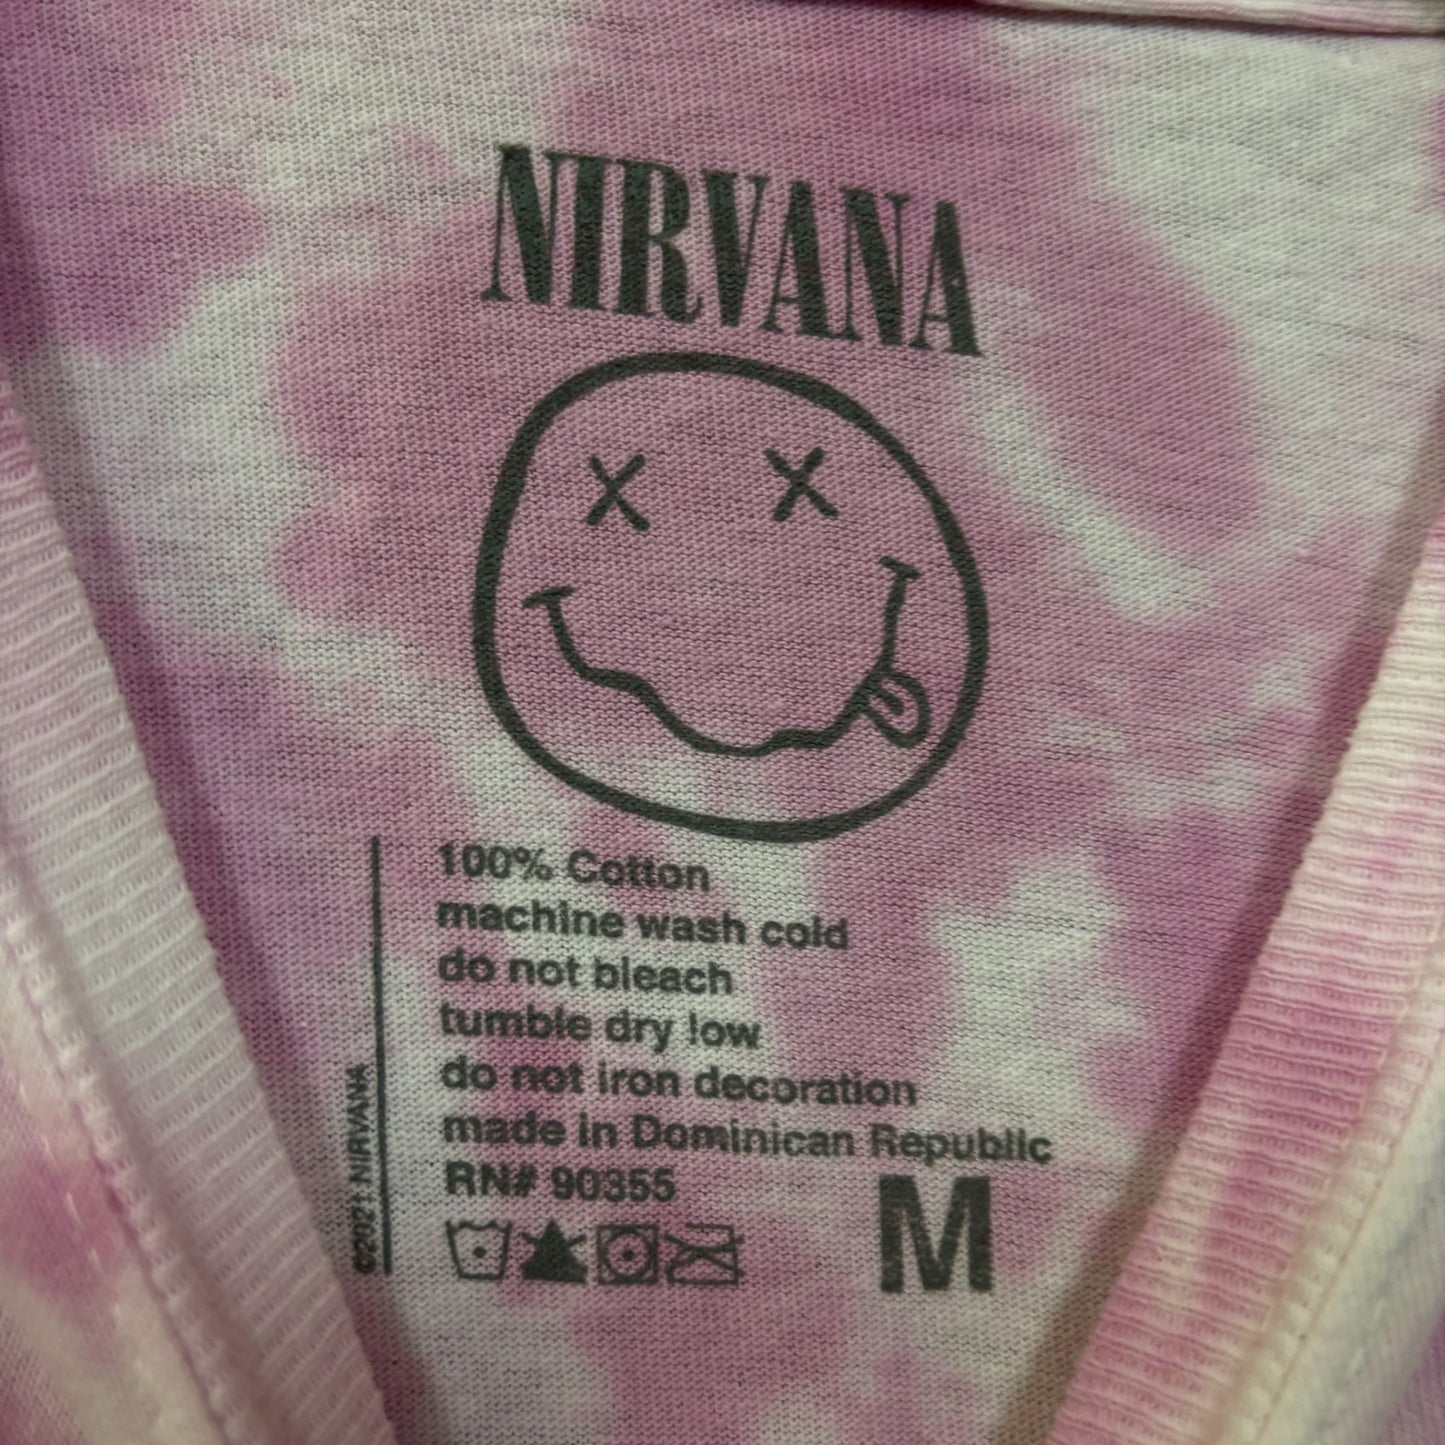 NIRVANA
100% Cotton
machine wash cold
do not bleach
tumble dry low
do not iron decoration
made in Dominican Republic
RN# 90355
M
©2021 NIRVANA